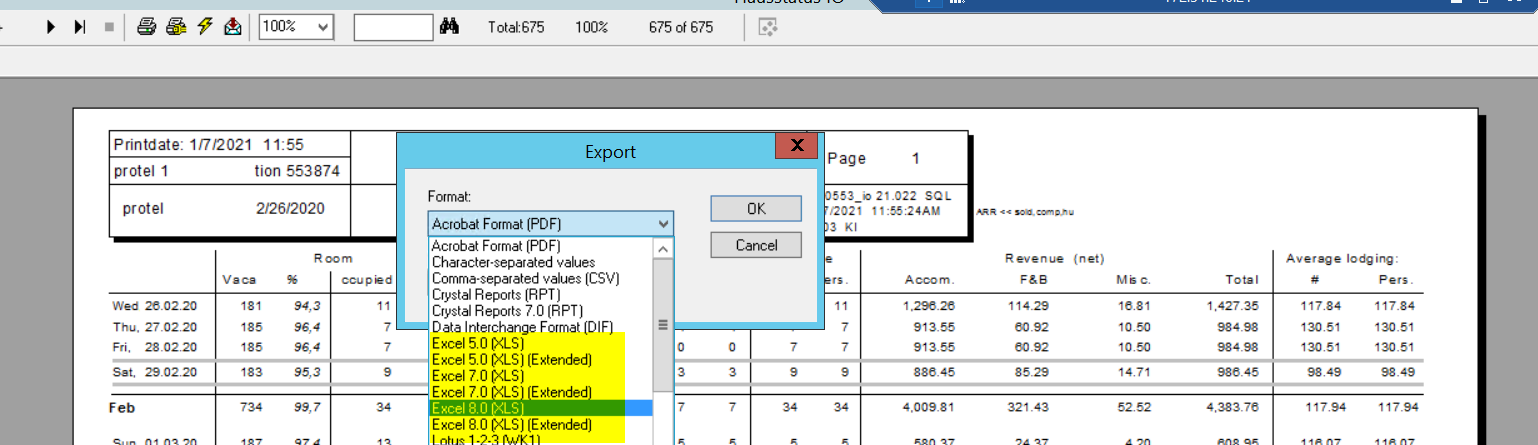 100% Total:675 100% 675 of 675
Printdate: 1/7/2021 11:55
protel 1 tion 553874
protel 2/26/2020
Page 1
0553_io 21.022 SQL
/2021 11:55:24AM
03 KI
ARR << sold,comp,hu
Export
X
Format:
Acrobat Format (PDF)
OK
Cancel
Acrobat Format (PDF)
Character-separated values
Comma-separated values (CSV)
Crystal Reports (RPT)
Crystal Reports 7.0 (RPT)
Data Interchange Format (DIF)
Excel 5.0 (XLS)
Excel 5.0 (XLS) (Extended)
Excel 7.0 (XLS)
Excel 7.0 (XLS) (Extended)
Excel 8.0 (XLS)
Excel 8.0 (XLS) (Extended)
Lotus 1-2-3 (WK1)
Room e Revenue (net) Average lodging:
Vaca % ccupied ers. Accom. F&B Misc. Total # Pers.
Wed 26.02.20 181 94,3 11 11 1,296.26 114.29 16.81 1,427.35 117.84 117.84
Thu, 27.02.20 185 96,4 7 7 913.55 60.92 10.50 984.98 130.51 130.51
Fri, 28.02.20 185 96,4 7 0 0 7 7 913.55 60.92 10.50 984.98 130.51 130.51
Sat, 29.02.20 183 95,3 9 3 3 9 9 886.45 85.29 14.71 986.45 98.49 98.49
Feb 734 99,7 34 7 7 34 34 4,009.81 321.43 52.52 4,383.76 117.94 117.94
Sun, 01.03.20 187 97,4 13 5 5 5 5 580.37 24.37 4.20 608.95 116.07 116.07